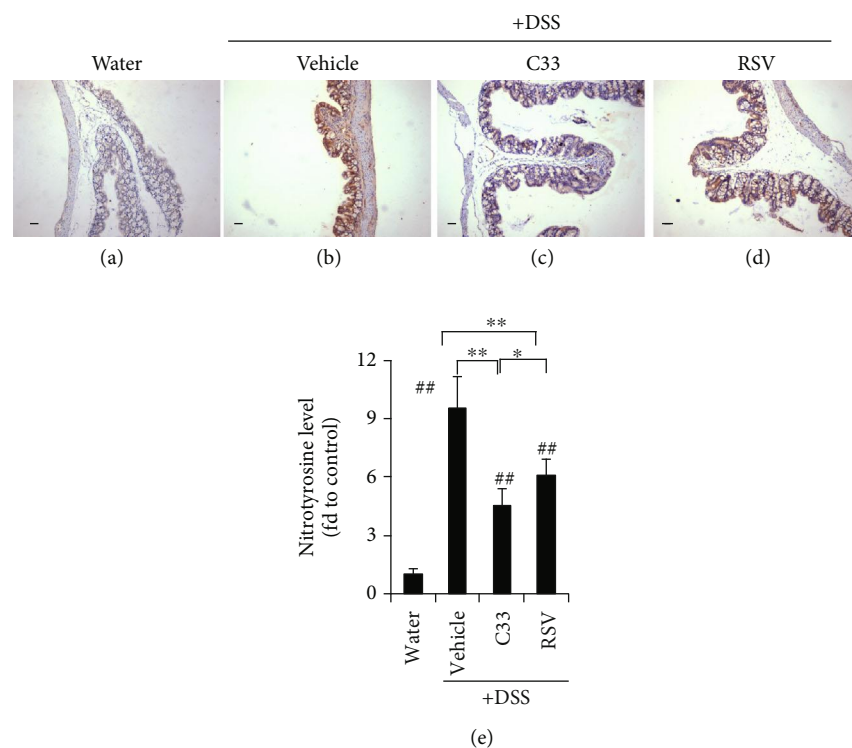 +DSS
Water Vehicle C33 RSV
(a) (b) (c) (d)
**
** *
##
##
##
12
9
6
3
0
Nitrotyrosine level
(fd to control)
Water Vehicle C33 RSV
+DSS
(e)